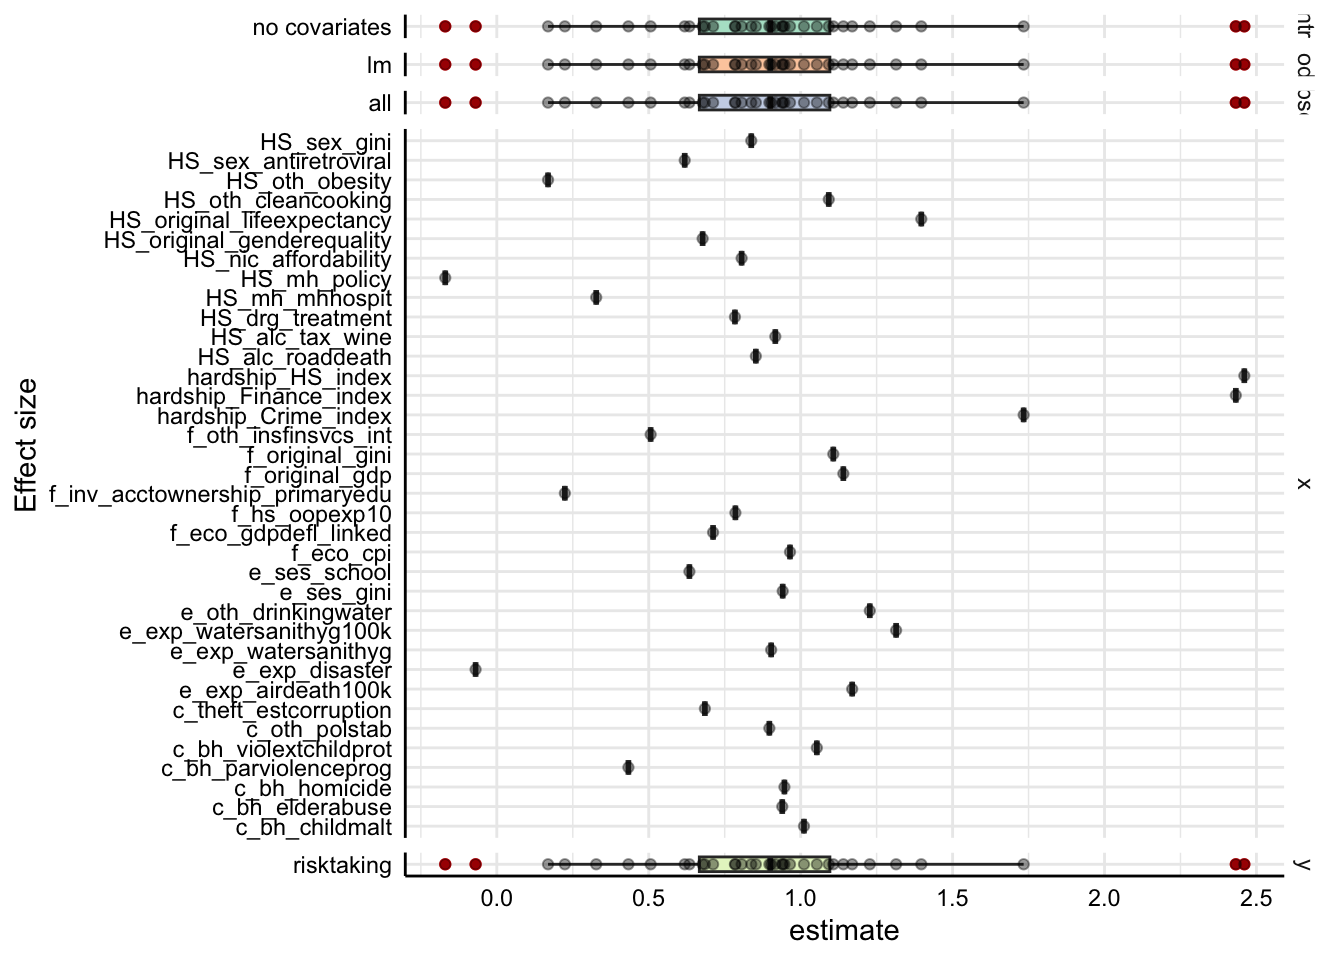 no covariates
lm
all
HS_sex_gini
HS_sex_antiretroviral
HS_oth_obesity
HS_oth_cleancooking
HS_original_lifeexpectancy
HS_original_genderequality
HS_nic_affordability
HS_mh_policy
HS_mh_mhhospit
HS_drg_treatment
HS_alc_tax_wine
HS_alc_roaddeath
hardship_HS_index
hardship_Finance_index
hardship_Crime_index
f_oth_insfinsvcs_int
f_original_gini
f_original_gdp
f_inv_acctownership_primaryedu
f_hs_oopexp10
f_eco_gdpdefl_linked
f_eco_cpi
e_ses_school
e_ses_gini
e_oth_drinkingwater
e_exp_watersanithyg100k
e_exp_watersanithyg
e_exp_disaster
e_exp_airdeath100k
c_theft_estcorruption
c_oth_polstab
c_bh_violextchildprot
c_bh_parviolenceprog
c_bh_homicide
c_bh_elderabuse
c_bh_childmalt
risktaking
Effect size
x
y
0.0 0.5 1.0 1.5 2.0 2.5
estimate